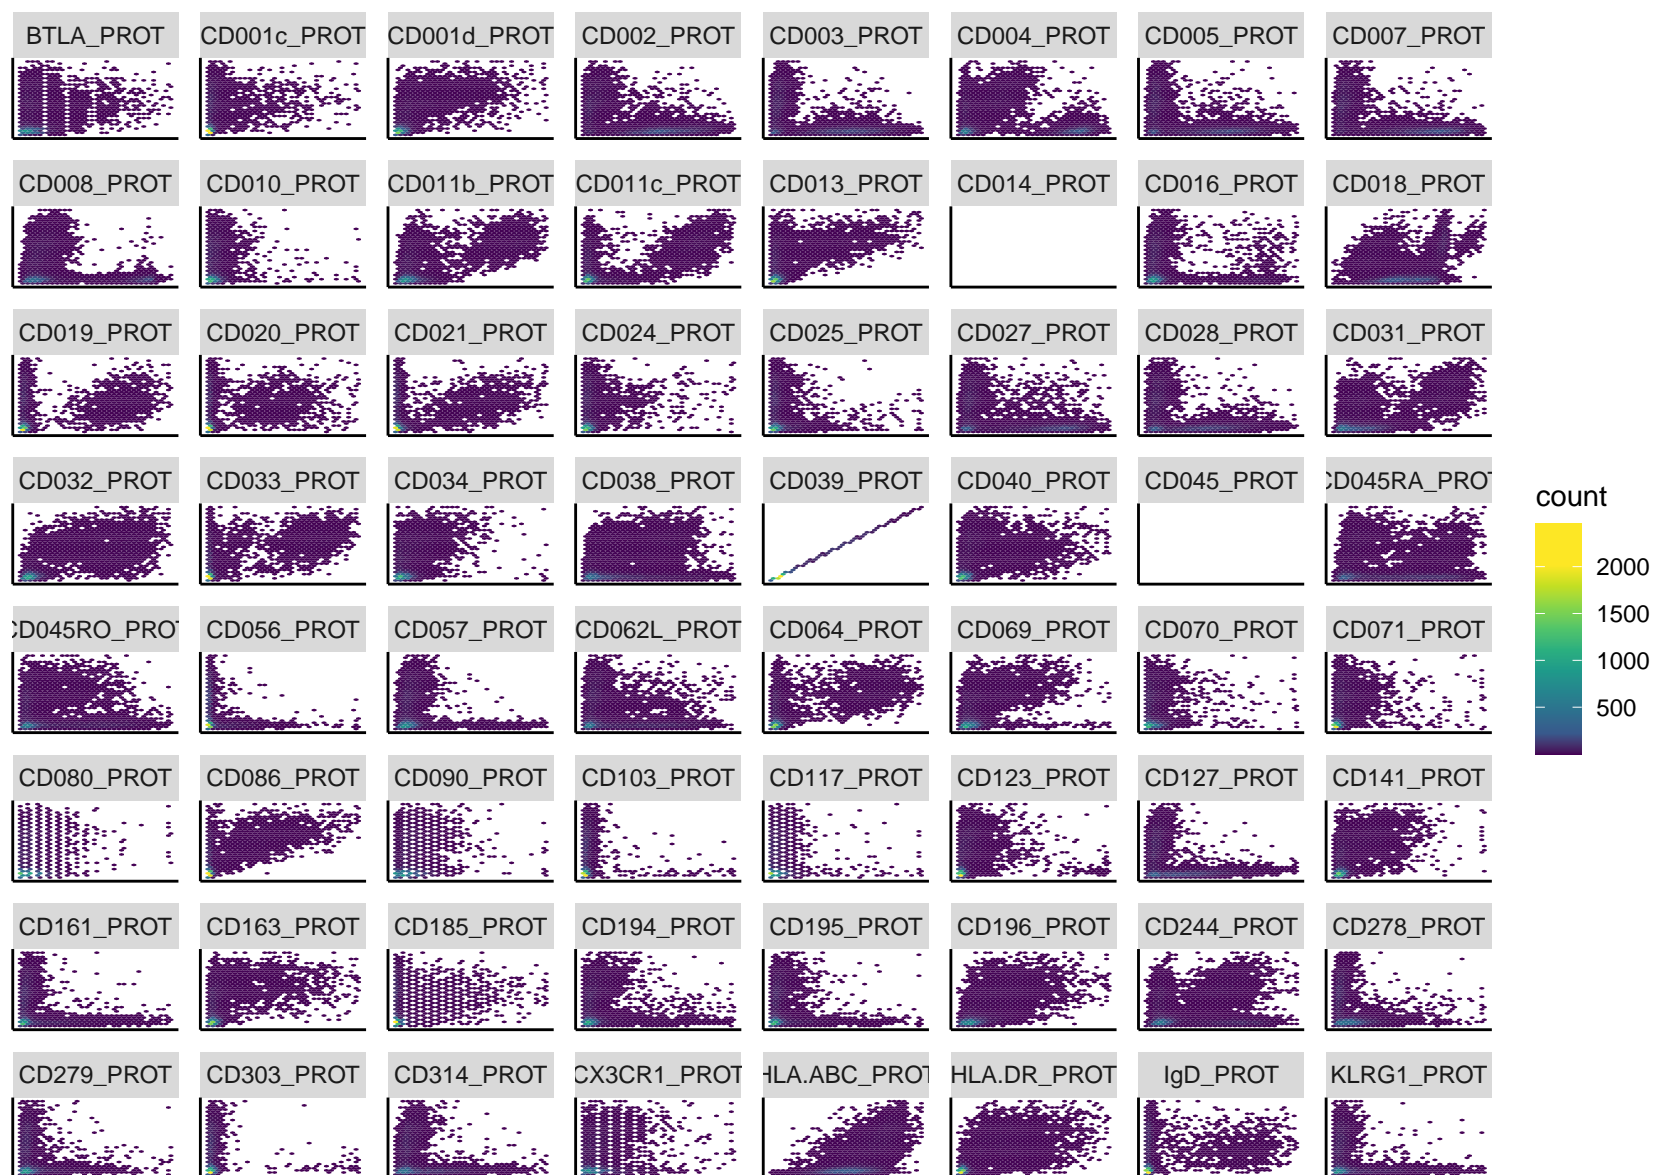 BTLA_PROT CD001c_PROT CD001d_PROT CD002_PROT CD003_PROT CD004_PROT CD005_PROT CD007_PROT
CD008_PROT CD010_PROT CD011b_PROT CD011c_PROT CD013_PROT CD014_PROT CD016_PROT CD018_PROT
CD019_PROT CD020_PROT CD021_PROT CD024_PROT CD025_PROT CD027_PROT CD028_PROT CD031_PROT
CD032_PROT CD033_PROT CD034_PROT CD038_PROT CD039_PROT CD040_PROT CD045_PROT CD045RA_PROT
CD045RO_PROT CD056_PROT CD057_PROT CD062L_PROT CD064_PROT CD069_PROT CD070_PROT CD071_PROT
CD080_PROT CD086_PROT CD090_PROT CD103_PROT CD117_PROT CD123_PROT CD127_PROT CD141_PROT
CD161_PROT CD163_PROT CD185_PROT CD194_PROT CD195_PROT CD196_PROT CD244_PROT CD278_PROT
CD279_PROT CD303_PROT CD314_PROT CX3CR1_PROT HLA.ABC_PROT HLA.DR_PROT IgD_PROT KLRG1_PROT
count
2000
1500
1000
500